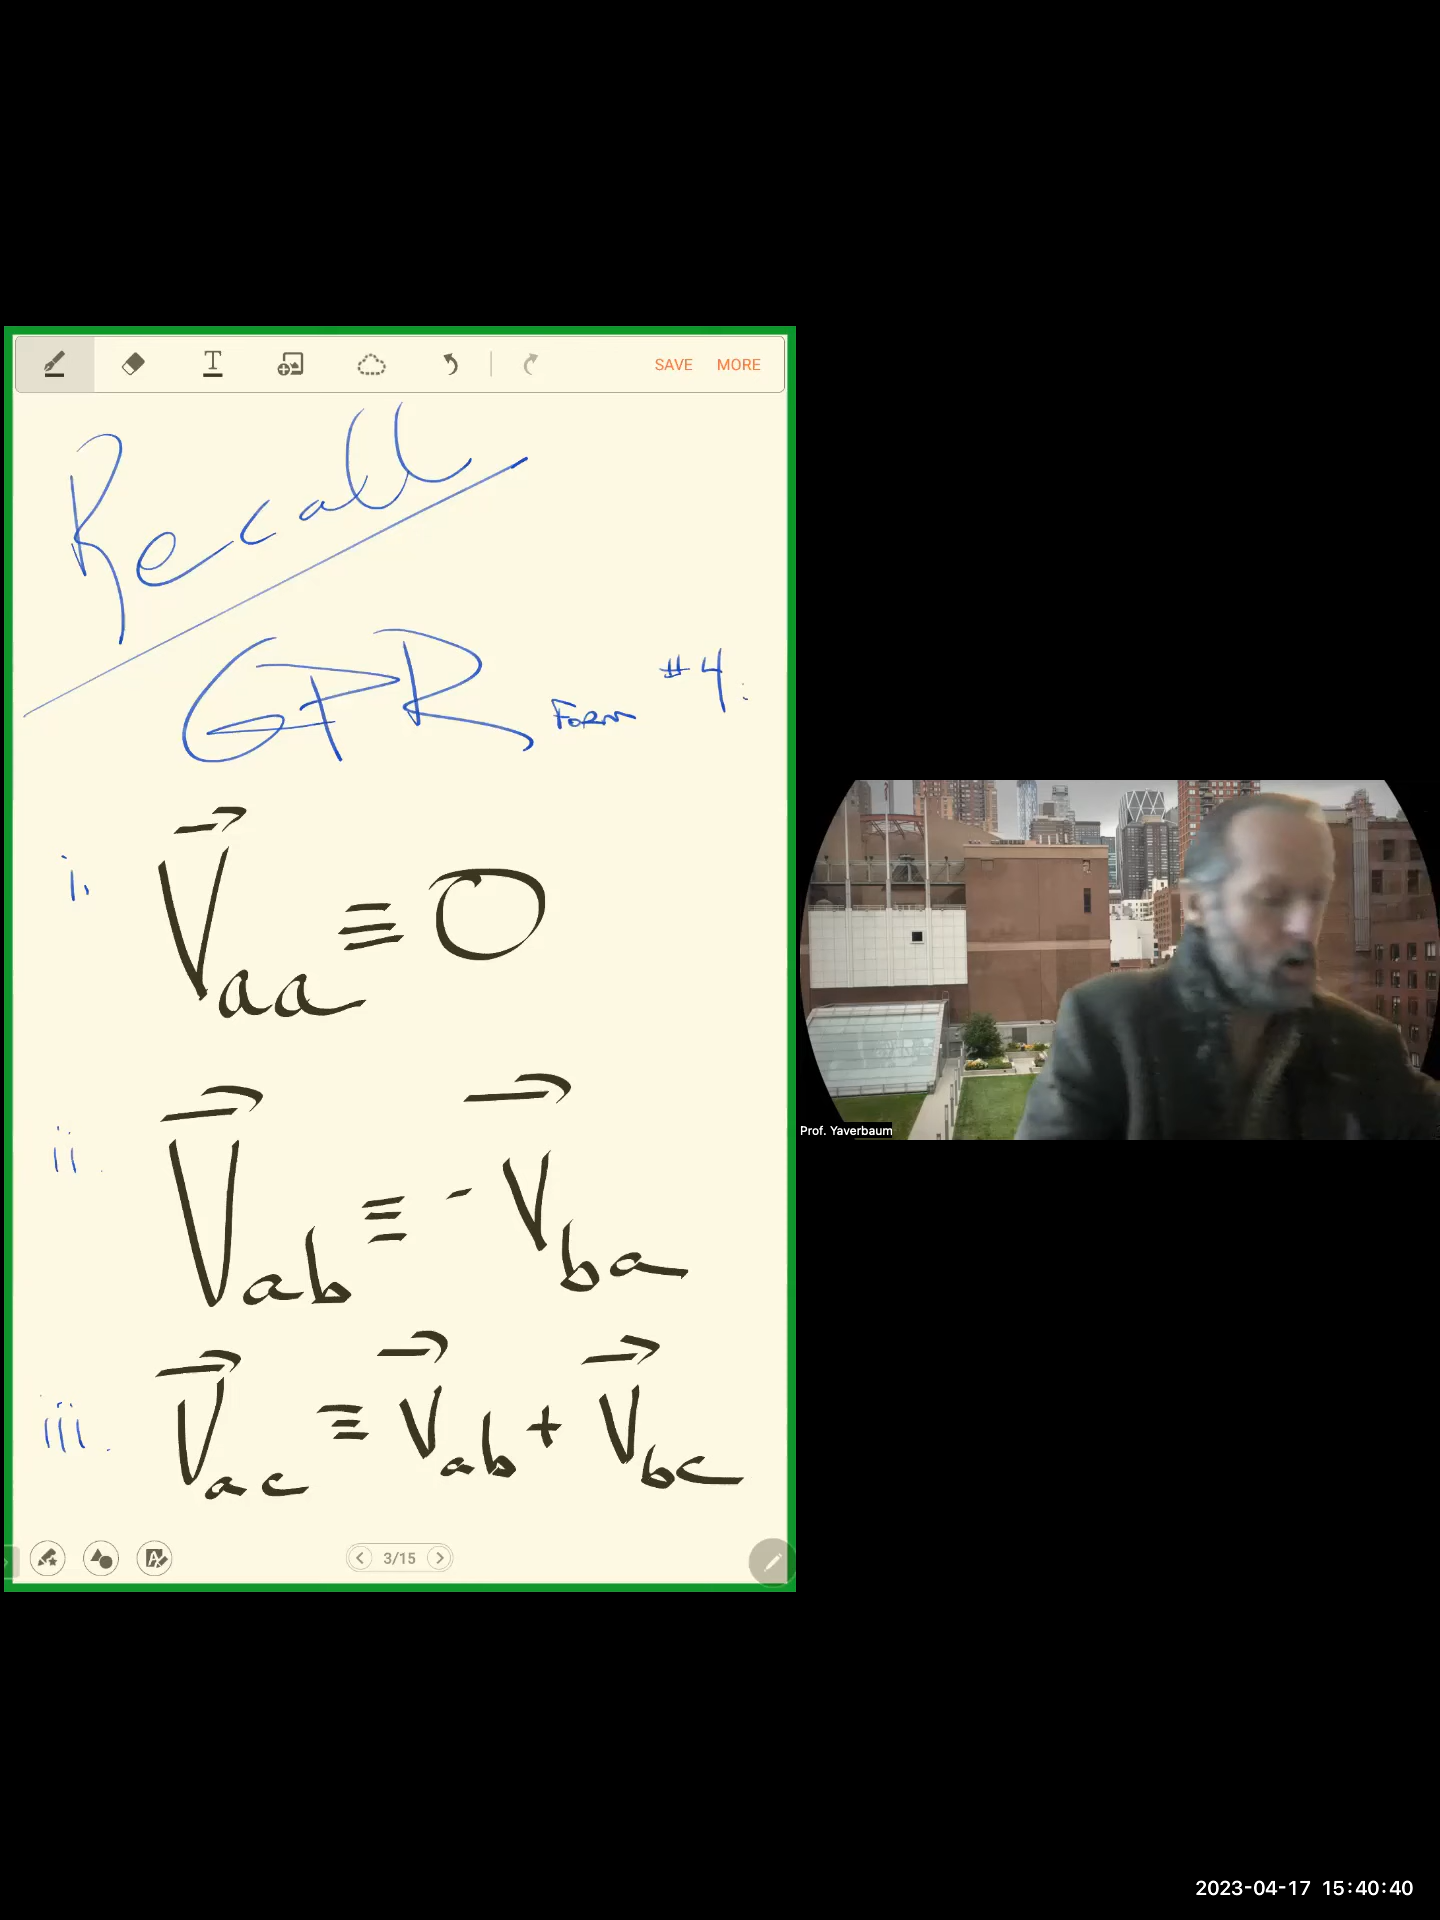 SAVE MORE
Recall
GPR FORM #4:
i. V⃗aa ≡ 0
ii. V⃗ab ≡ - V⃗ba
iii. V⃗ac ≡ V⃗ab + V⃗bc
3/15
Prof. Yaverbaum
2023-04-17 15:40:40